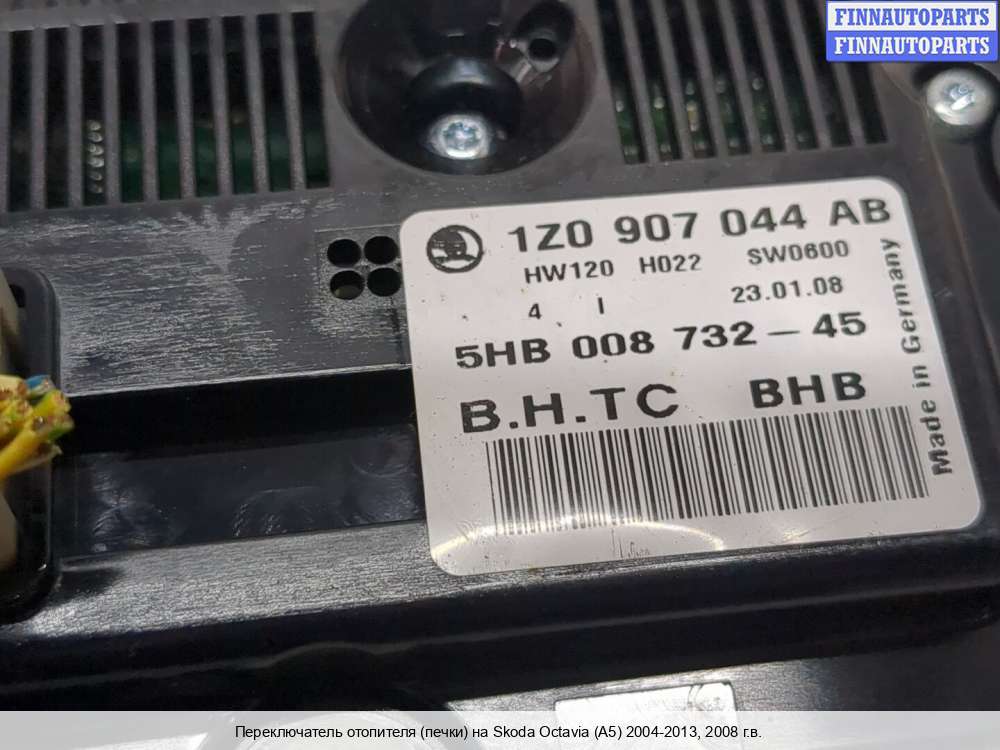 FINNAUTOPARTS
FINNAUTOPARTS
1Z0 907 044 AB
HW120 H022 SW0600
4 I 23.01.08
5HB 008 732-45
B.H.TC BHB
Made in Germany
Переключатель отопителя (печки) на Skoda Octavia (A5) 2004-2013, 2008 г.в.